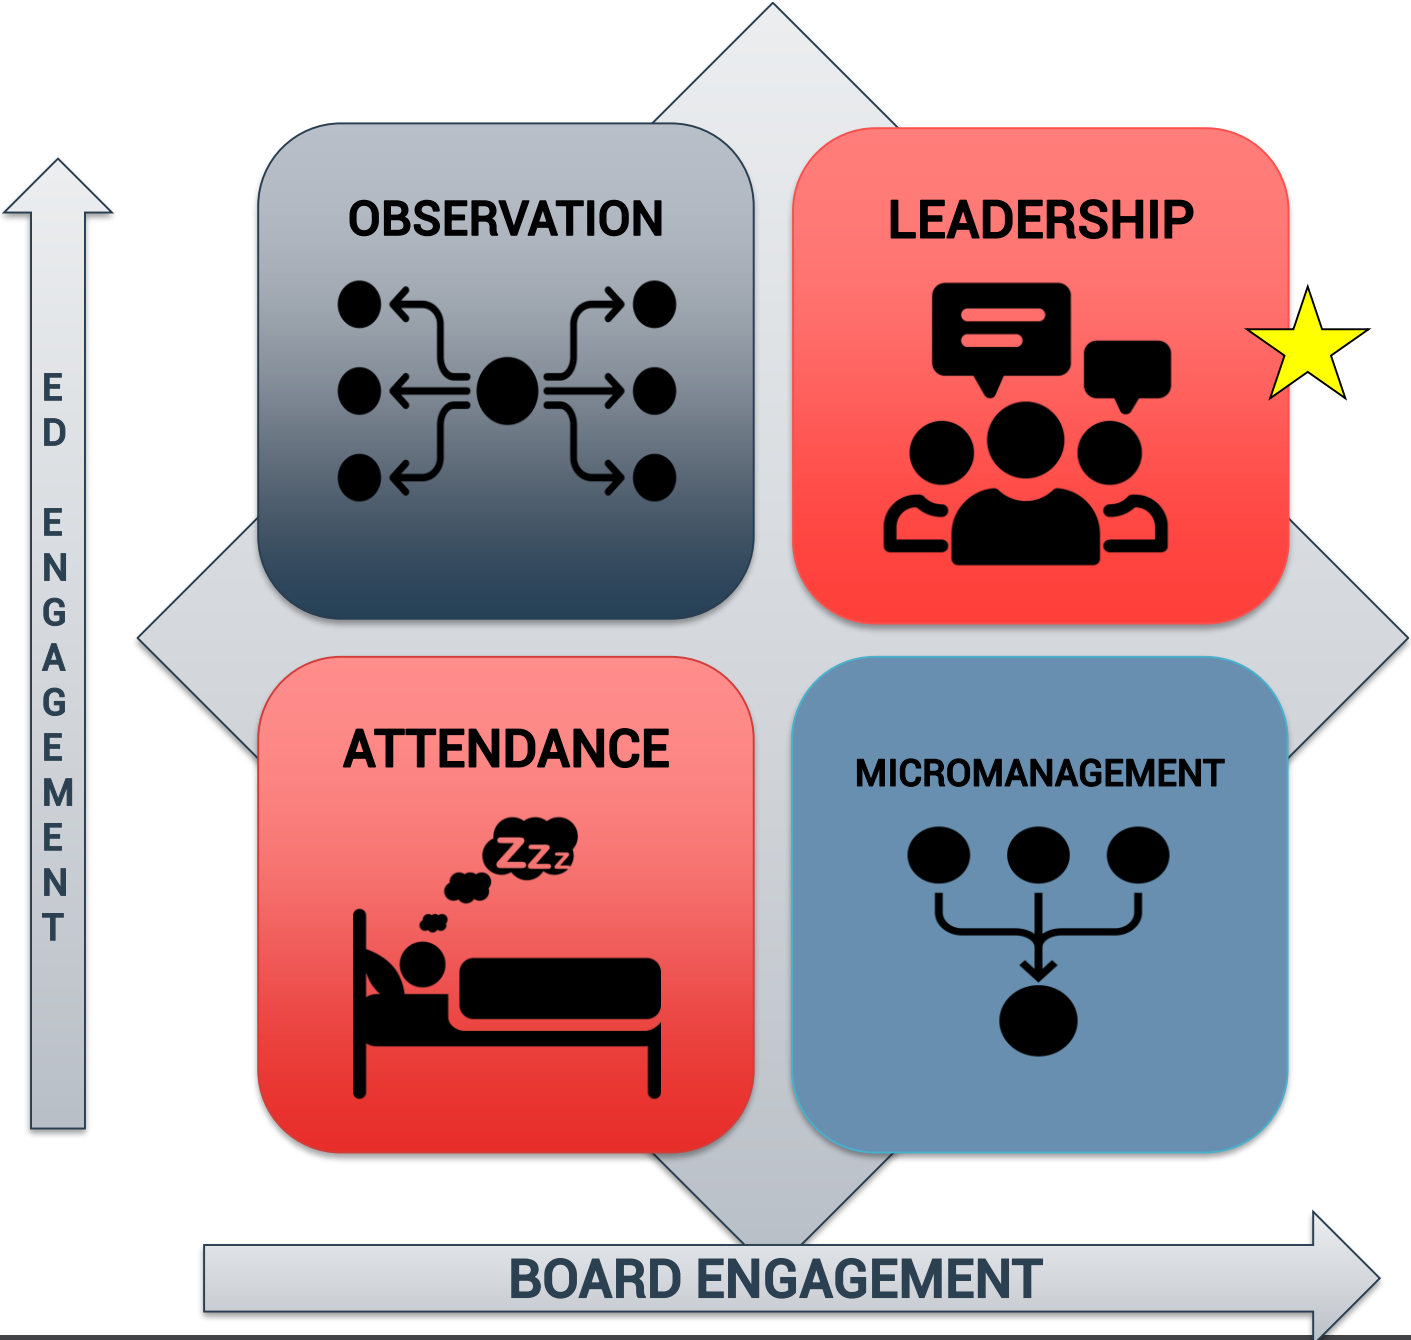 OBSERVATION
LEADERSHIP
ED ENGAGEMENT
ATTENDANCE
ZZZ
MICROMANAGEMENT
BOARD ENGAGEMENT